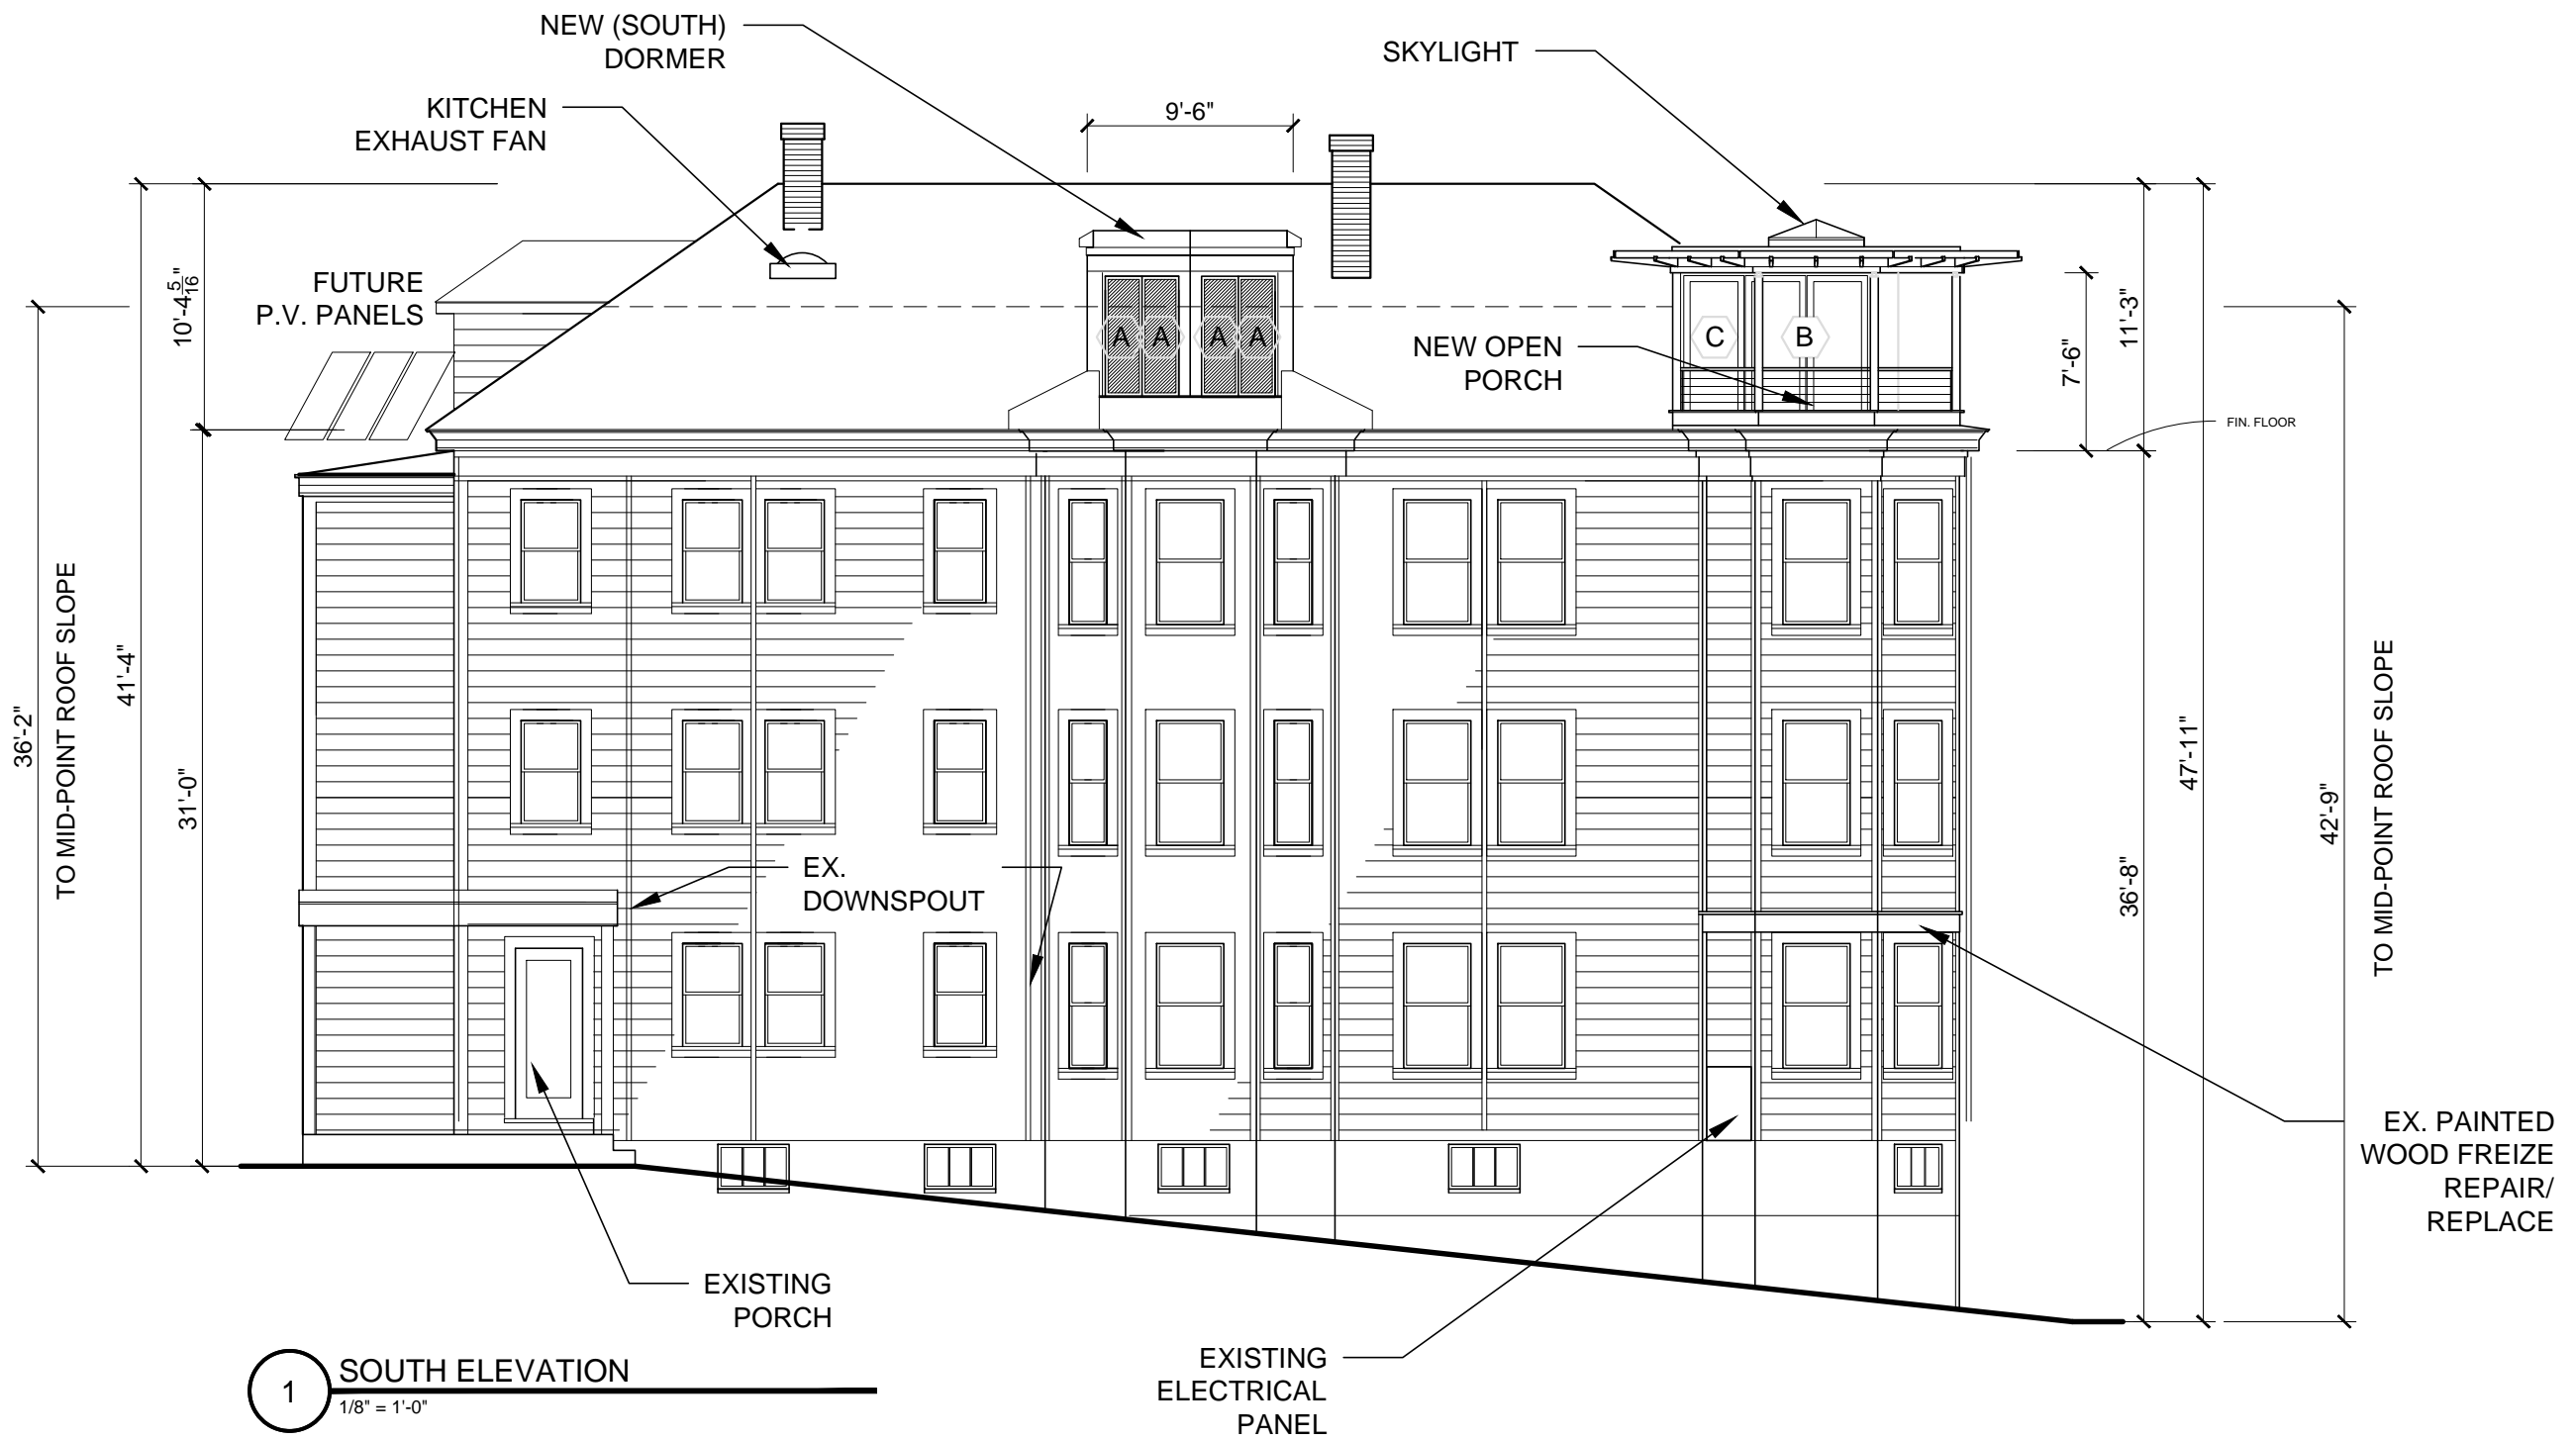 NEW (SOUTH)
DORMER
SKYLIGHT
KITCHEN
EXHAUST FAN
9'-6"
FUTURE
P.V. PANELS
10'-4 5/16"
A A A A
C
B
NEW OPEN
PORCH
7'-6"
11'-3"
FIN. FLOOR
36'-2"
TO MID-POINT ROOF SLOPE
41'-4"
31'-0"
EX.
DOWNSPOUT
36'-8"
47'-11"
42'-9"
TO MID-POINT ROOF SLOPE
EX. PAINTED
WOOD FREIZE
REPAIR/
REPLACE
EXISTING
PORCH
EXISTING
ELECTRICAL
PANEL
1
SOUTH ELEVATION
1/8" = 1'-0"